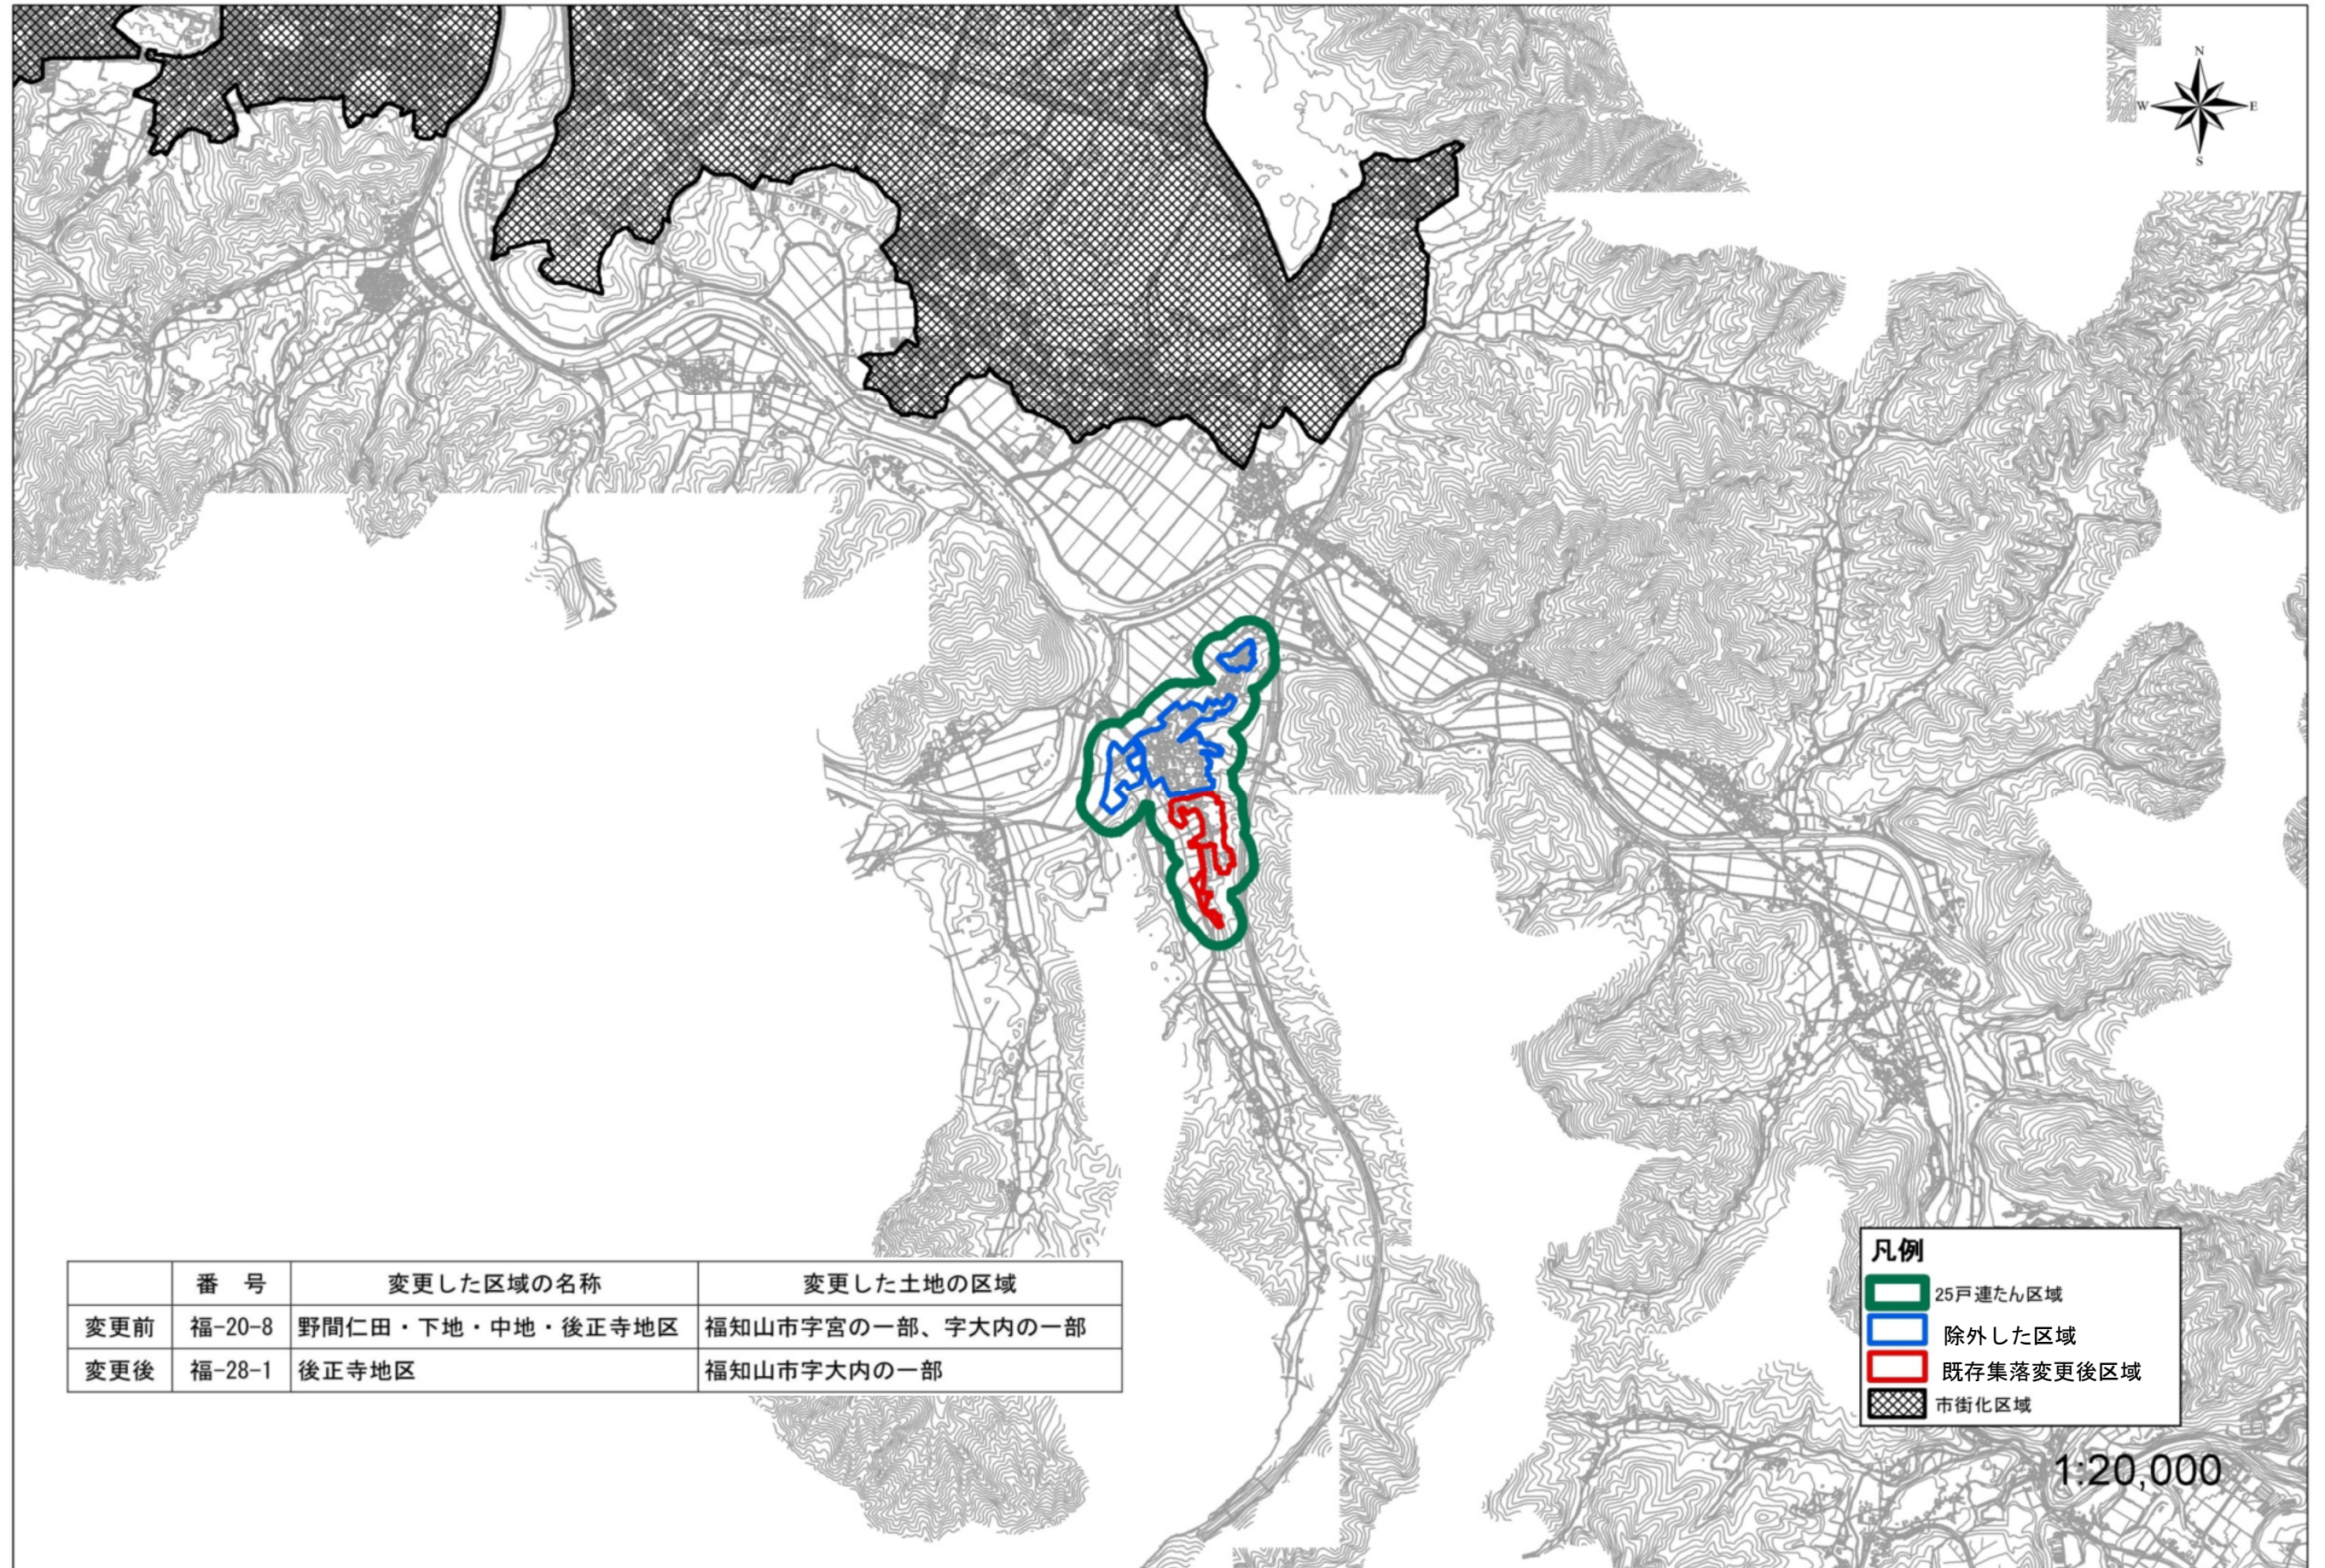 N
W E
S
番　号 変更した区域の名称 変更した土地の区域
変更前 福-20-8 野間仁田・下地・中地・後正寺地区 福知山市字宮の一部、字大内の一部
変更後 福-28-1 後正寺地区 福知山市字大内の一部
凡例
25戸連たん区域
除外した区域
既存集落変更後区域
市街化区域
1:20,000